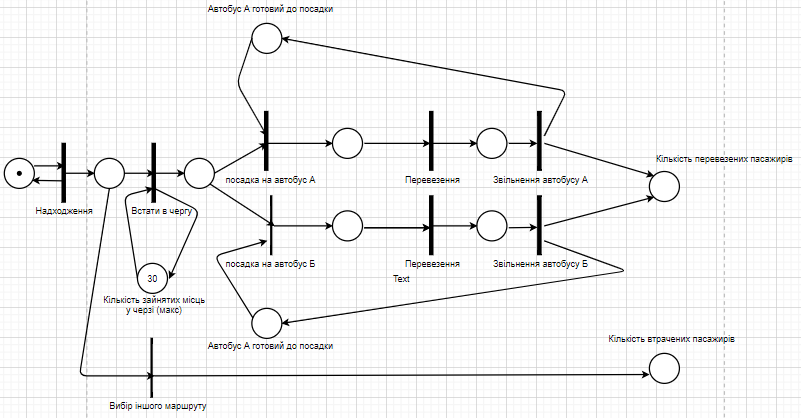 Автобус А готовий до посадки
Кількість перевезених пасажирів
посадка на автобус А
Перевезення
Звільнення автобусу А
Надходження
Встати в чергу
посадка на автобус Б
Перевезення
Звільнення автобусу Б
Text
30
Кількість зайнятих місць
у черзі (макс)
Автобус А готовий до посадки
Кількість втрачених пасажирів
Вибір іншого маршруту